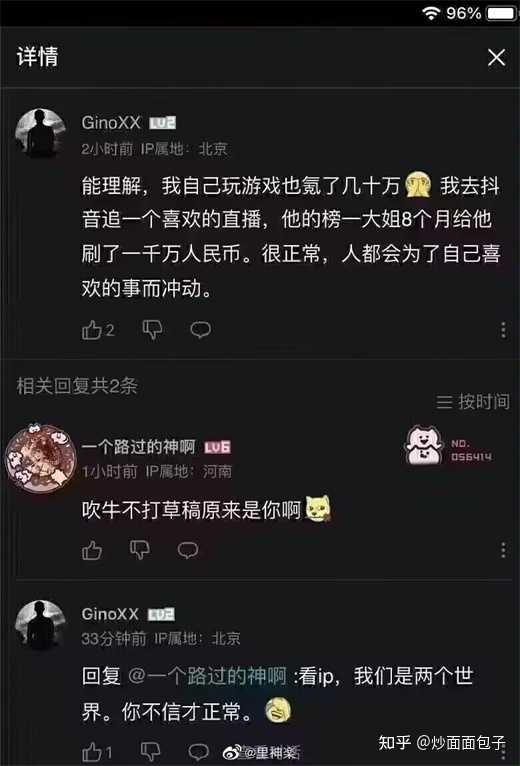 96%
详情
GinoXX LV2
2小时前 IP属地：北京
能理解，我自己玩游戏也氪了几十万 我去抖
音追一个喜欢的直播，他的榜一大姐8个月给他
刷了一千万人民币。很正常，人都会为了自己喜
欢的事而冲动。
2
相关回复共2条
按时间
一个路过的神啊 LV6
NO.
056414
1小时前 IP属地：河南
吹牛不打草稿原来是你啊
GinoXX LV2
33分钟前 IP属地：北京
回复 @一个路过的神啊 :看ip，我们是两个世
界。你不信才正常。
1
@里神楽
知乎 @炒面面包子